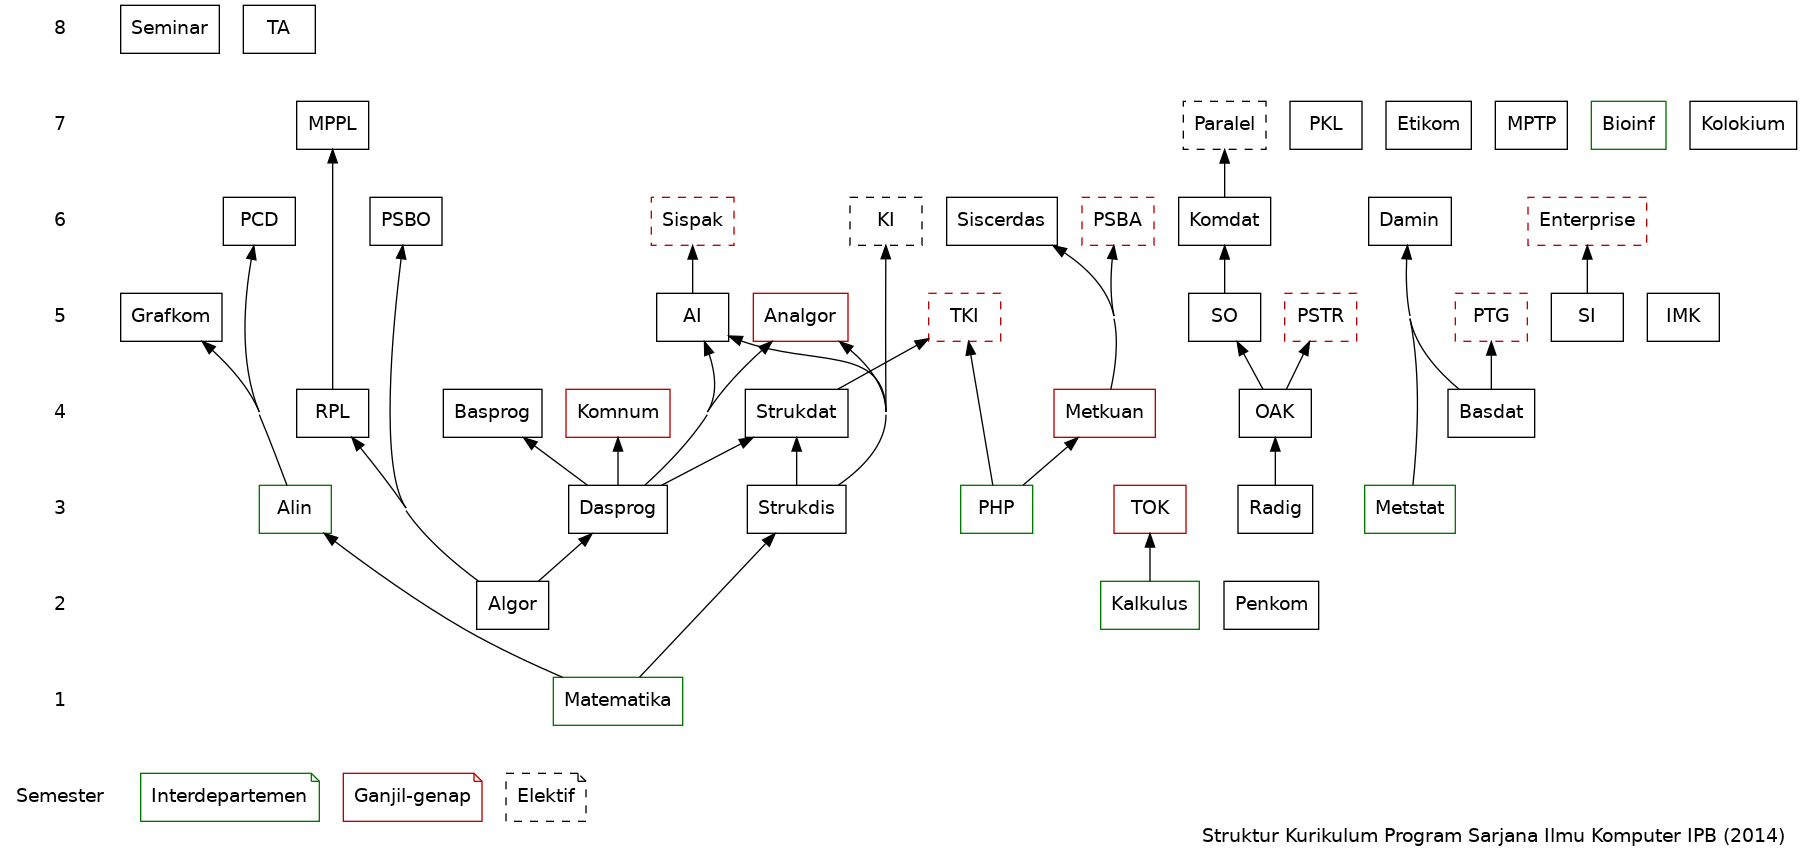 8
Seminar
TA
7
MPPL
Paralel
PKL
Etikom
MPTP
Bioinf
Kolokium
6
PCD
PSBO
Sispak
KI
Siscerdas
PSBA
Komdat
Damin
Enterprise
5
Grafkom
AI
Analgor
TKI
SO
PSTR
PTG
SI
IMK
4
RPL
Basprog
Komnum
Strukdat
Metkuan
OAK
Basdat
3
Alin
Dasprog
Strukdis
PHP
TOK
Radig
Metstat
2
Algor
Kalkulus
Penkom
1
Matematika
Semester
Interdepartemen
Ganjil-genap
Elektif
Struktur Kurikulum Program Sarjana Ilmu Komputer IPB (2014)